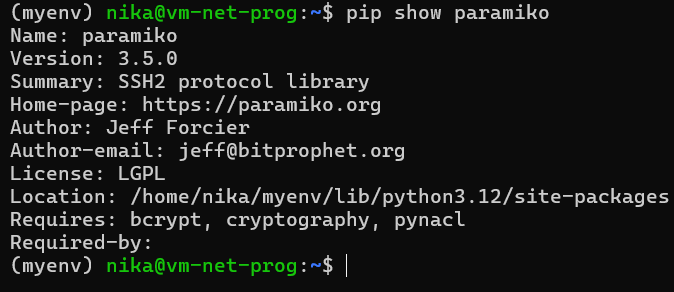 (myenv) nika@vm-net-prog:~$ pip show paramiko
Name: paramiko
Version: 3.5.0
Summary: SSH2 protocol library
Home-page: https://paramiko.org
Author: Jeff Forcier
Author-email: jeff@bitprophet.org
License: LGPL
Location: /home/nika/myenv/lib/python3.12/site-packages
Requires: bcrypt, cryptography, pynacl
Required-by:
(myenv) nika@vm-net-prog:~$